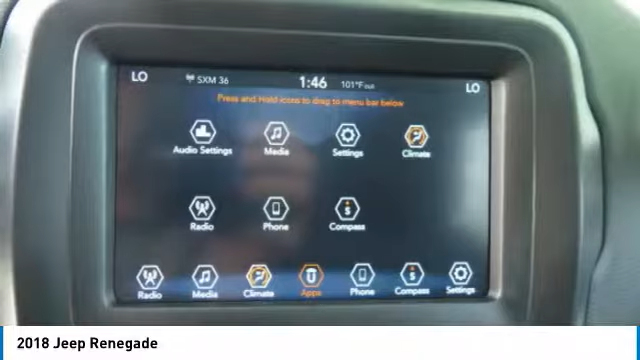 LO SXM 36 1:46 101°F OUT LO
Press and Hold icons to drag to menu bar below
Audio Settings Media Settings Climate
Radio Phone Compass
Radio Media Climate Apps Phone Compass Settings
2018 Jeep Renegade